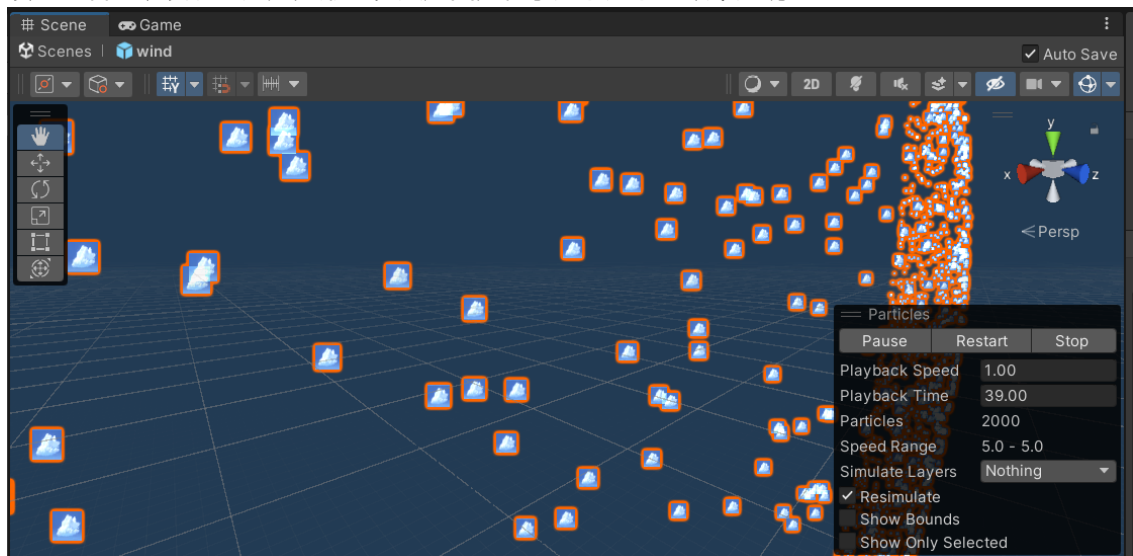 Scene Game
Scenes | wind
Auto Save
2D
y
x z
Persp
Particles
Pause Restart Stop
Playback Speed 1.00
Playback Time 39.00
Particles 2000
Speed Range 5.0 - 5.0
Simulate Layers Nothing
Resimulate
Show Bounds
Show Only Selected